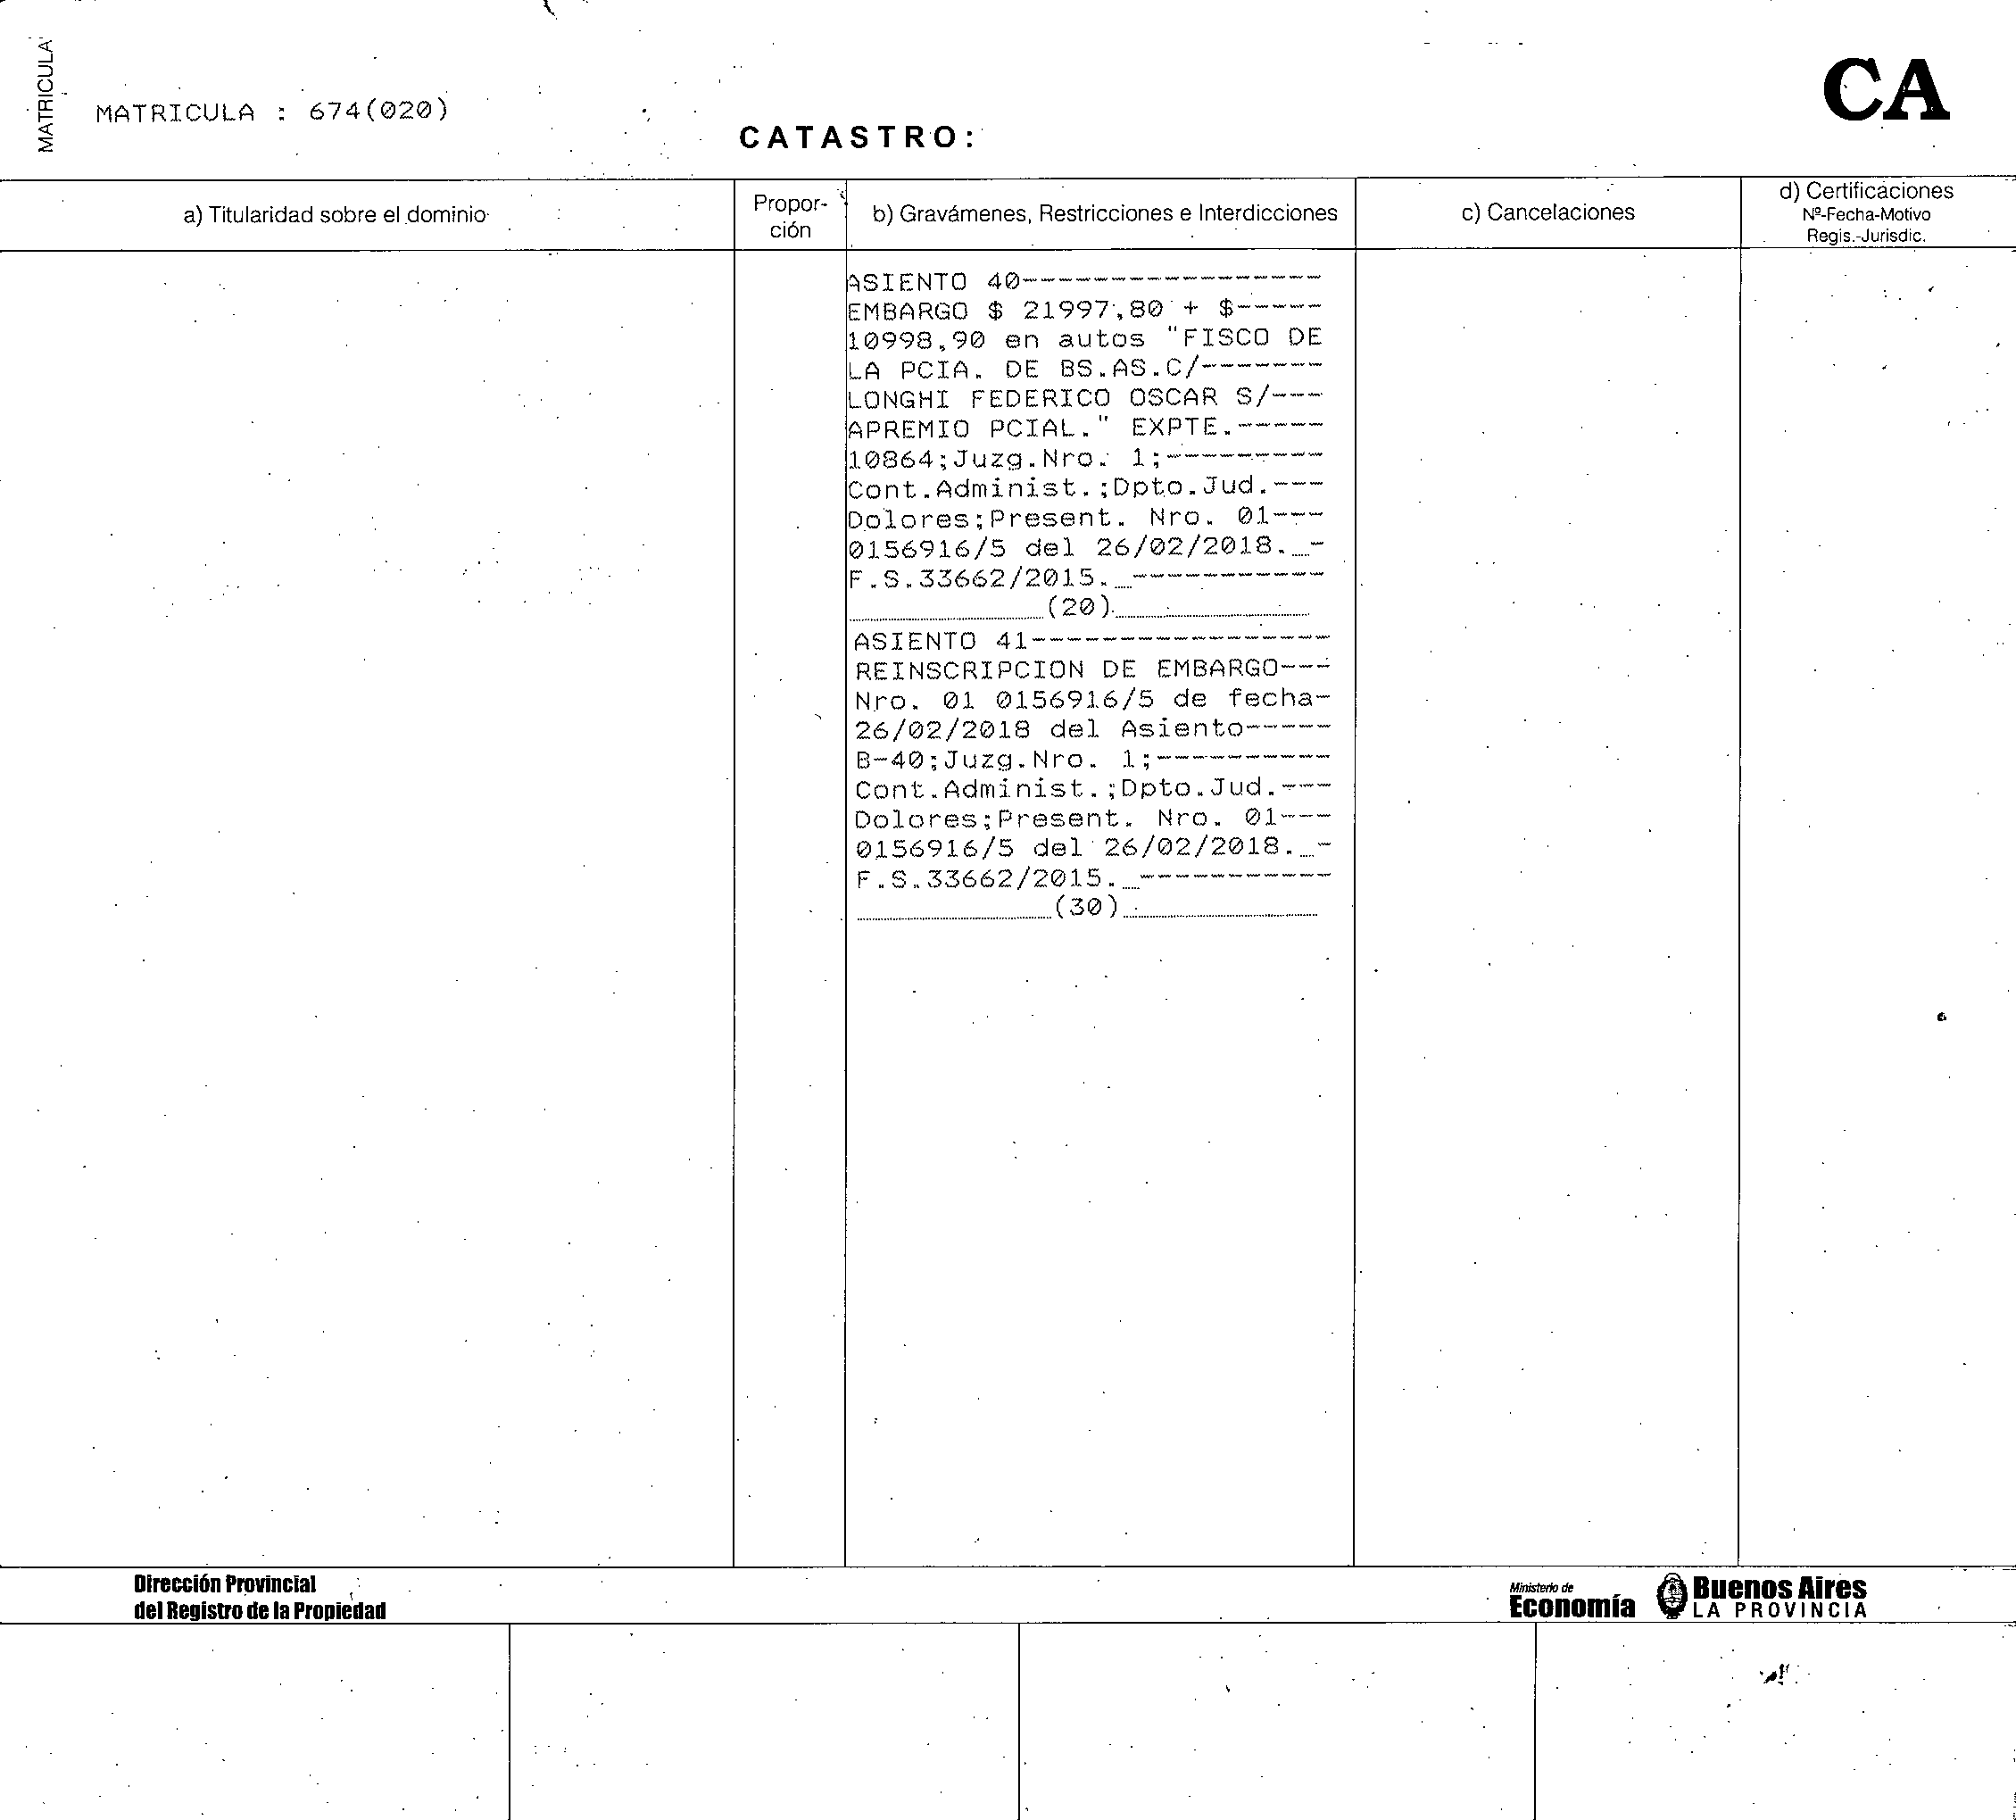 MATRICULA
MATRICULA : 674(020)
CATASTRO:
CA
a) Titularidad sobre el dominio
Propor-
ción
b) Gravámenes, Restricciones e Interdicciones
c) Cancelaciones
d) Certificaciones
Nº-Fecha-Motivo
Regis.-Jurisdic.
ASIENTO 40-----------------
EMBARGO $ 21997,80 + $-----
10998,90 en autos "FISCO DE
LA PCIA. DE BS.AS.C/-------
LONGHI FEDERICO OSCAR S/---
APREMIO PCIAL." EXPTE.-----
10864;Juzg.Nro. 1;---------
Cont.Administ.;Dpto.Jud.---
Dolores;Present. Nro. 01---
0156916/5 del 26/02/2018._-
F.S.33662/2015._-----------
___________(20)___________
ASIENTO 41-----------------
REINSCRIPCION DE EMBARGO---
Nro. 01 0156916/5 de fecha-
26/02/2018 del Asiento-----
B-40;Juzg.Nro. 1;----------
Cont.Administ.;Dpto.Jud.---
Dolores;Present. Nro. 01---
0156916/5 del 26/02/2018._-
F.S.33662/2015._-----------
___________(30)___________
Dirección Provincial
del Registro de la Propiedad
Ministerio de
Economía
Buenos Aires
LA PROVINCIA